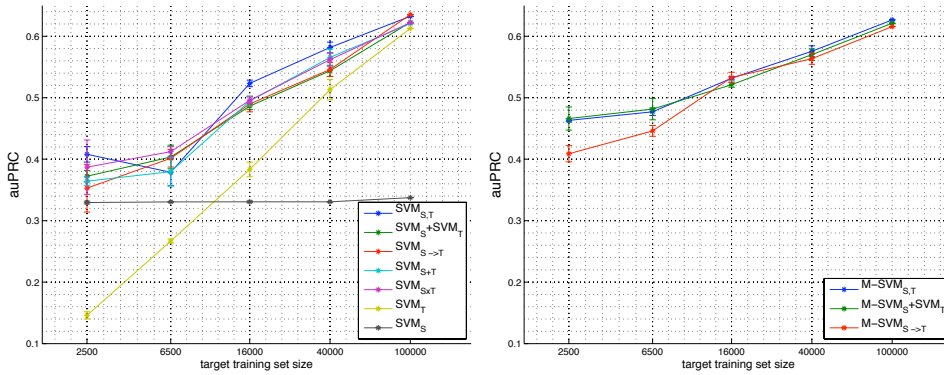 0.6
0.5
0.4
0.3
0.2
0.1
auPRC
2500 6500 16000 40000 100000
target training set size
SVM_S,T
SVM_S+SVM_T
SVM_S −>T
SVM_S+T
SVM_SxT
SVM_T
SVM_S
0.6
0.5
0.4
0.3
0.2
0.1
auPRC
2500 6500 16000 40000 100000
target training set size
M−SVM_S,T
M−SVM_S+SVM_T
M−SVM_S −>T